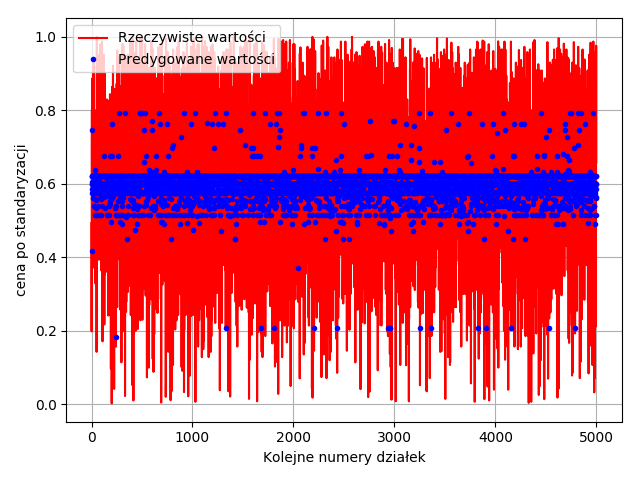 Rzeczywiste wartości
Predygowane wartości
cena po standaryzacji
1.0
0.8
0.6
0.4
0.2
0.0
0 1000 2000 3000 4000 5000
Kolejne numery działek